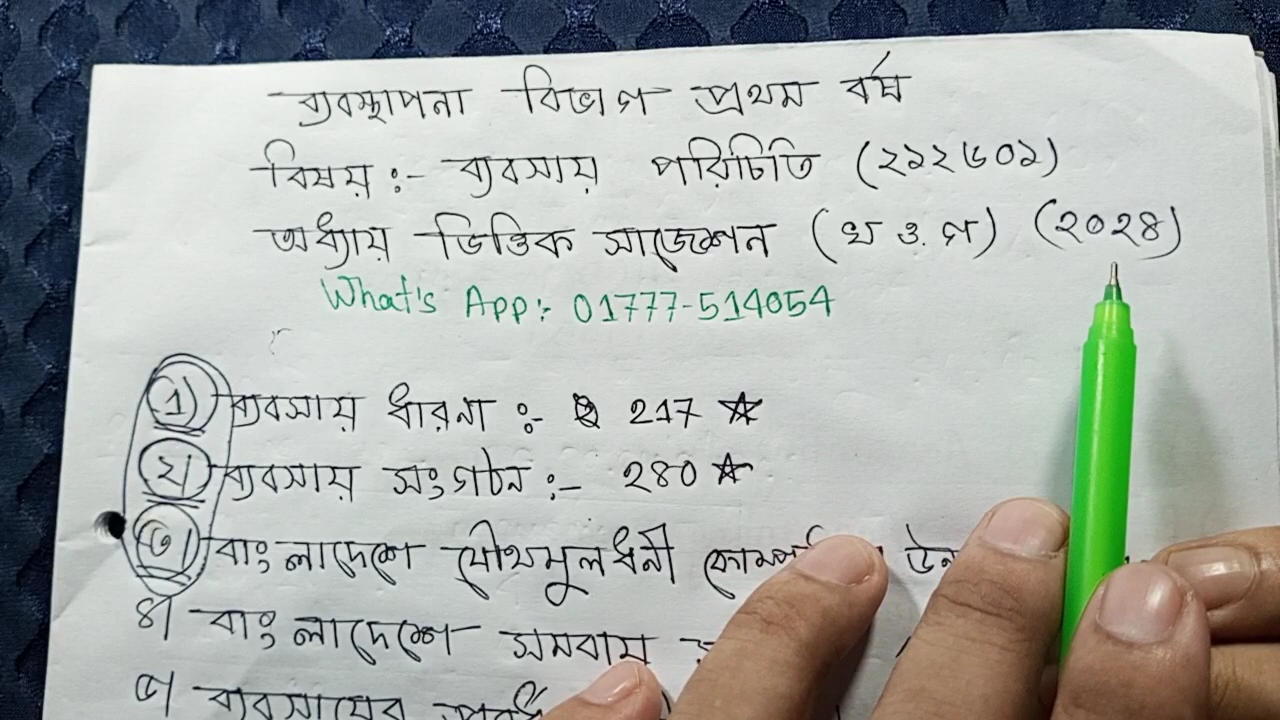 ব্যবস্থাপনা বিভাগ প্রথম বর্ষ
বিষয় :- ব্যবসায় পরিচিতি (২১২৬০১)
অধ্যায় ভিত্তিক সাজেশন (খ ও গ) (২০২৪)
What's App:- 01777-514054
১) ব্যবসায় ধারনা :- 217 ☆
২) ব্যবসায় সংগঠন :- 280 ☆
৩) বাংলাদেশে যৌথমুলধনী
৪) বাংলাদেশে সমবায়
৫) ব্যবসায়ের